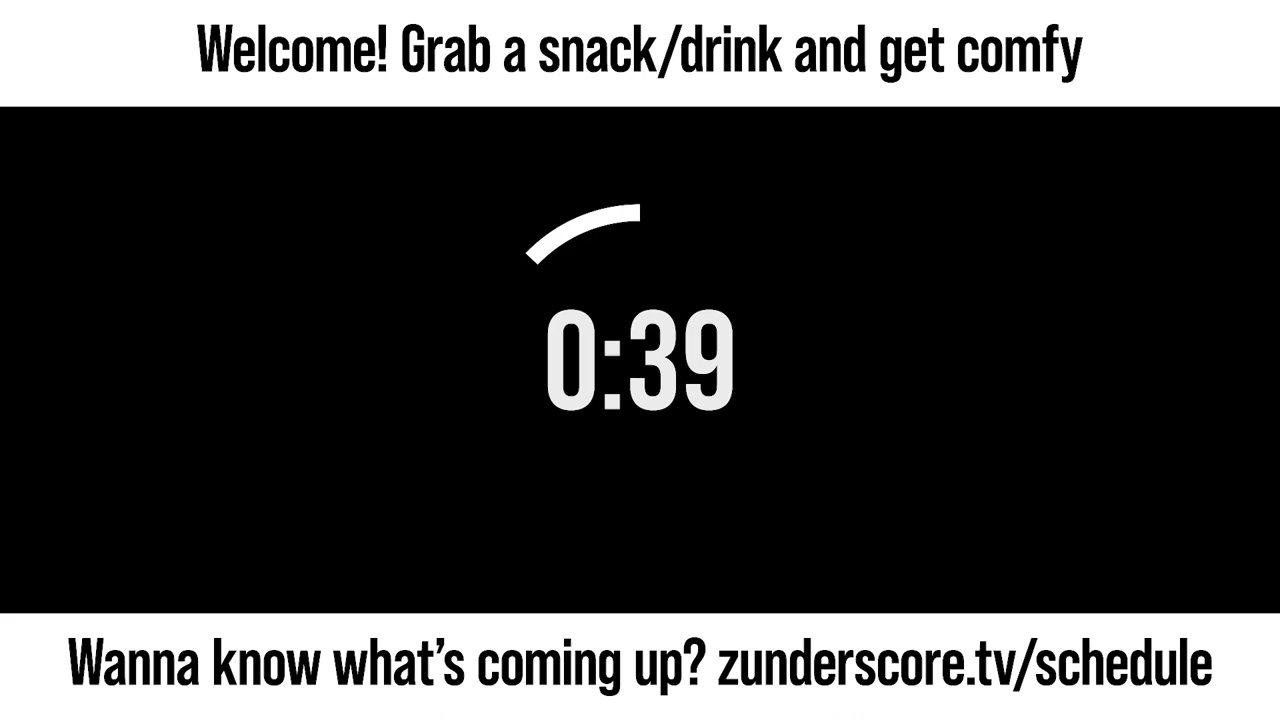 Welcome! Grab a snack/drink and get comfy
0:39
Wanna know what’s coming up? zunderscore.tv/schedule